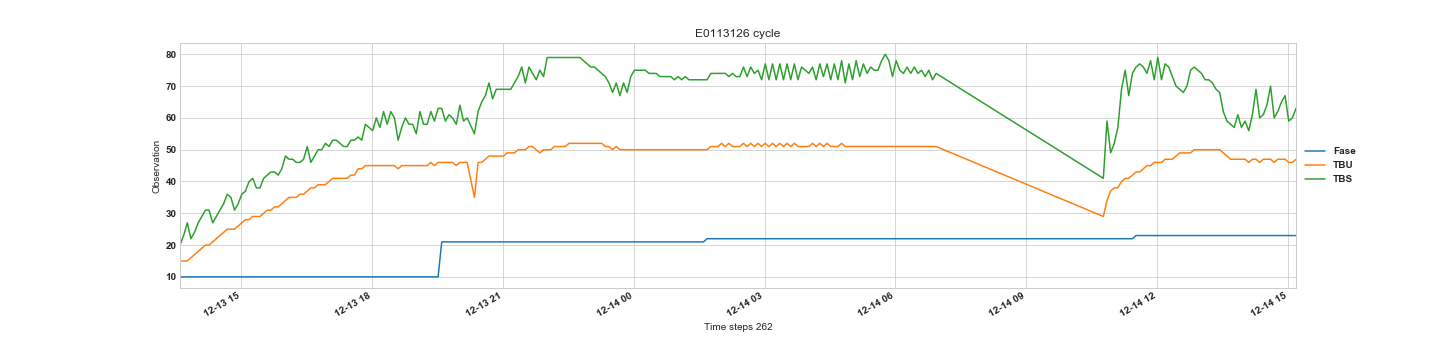 E0113126 cycle
80
70
60
50
40
30
20
10
Observation
12-13 15
12-13 18
12-13 21
12-14 00
12-14 03
12-14 06
12-14 09
12-14 12
12-14 15
Time steps 262
Fase
TBU
TBS